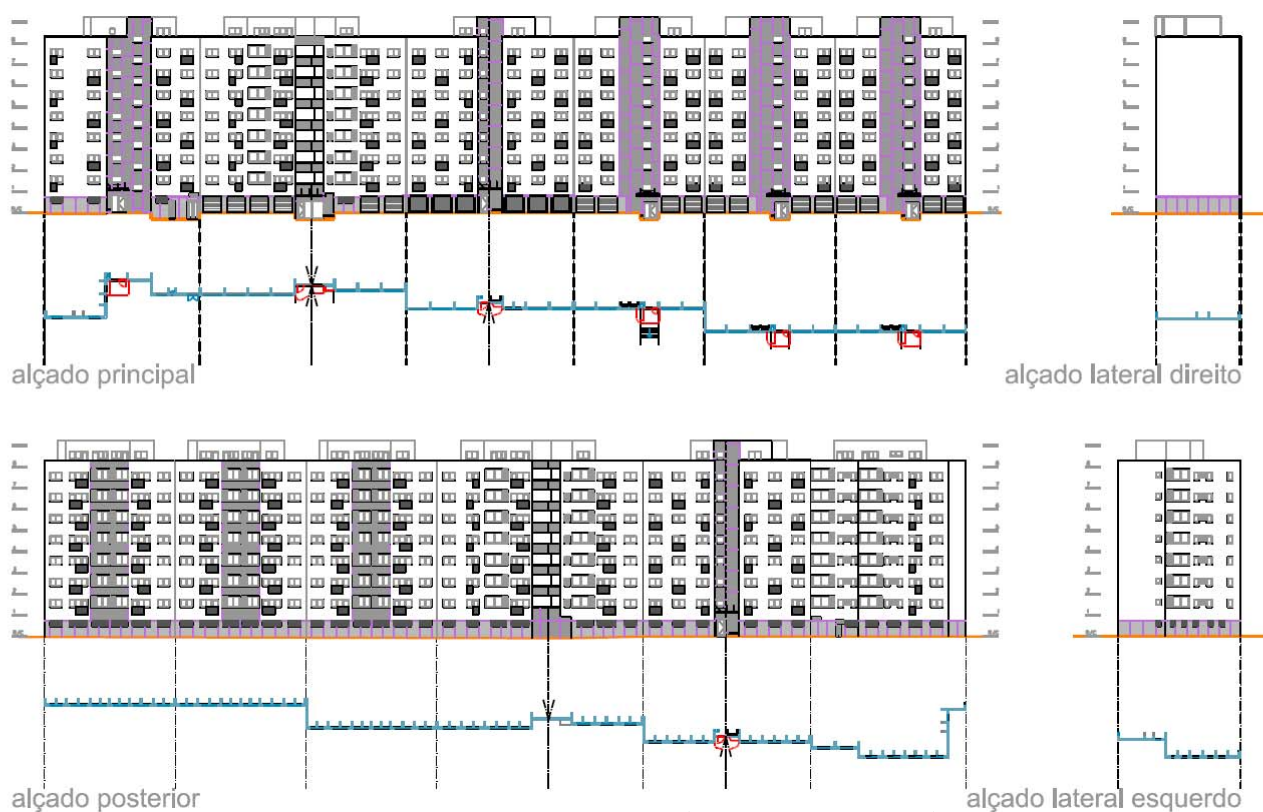 alçado principal
alçado lateral direito
alçado posterior
alçado lateral esquerdo